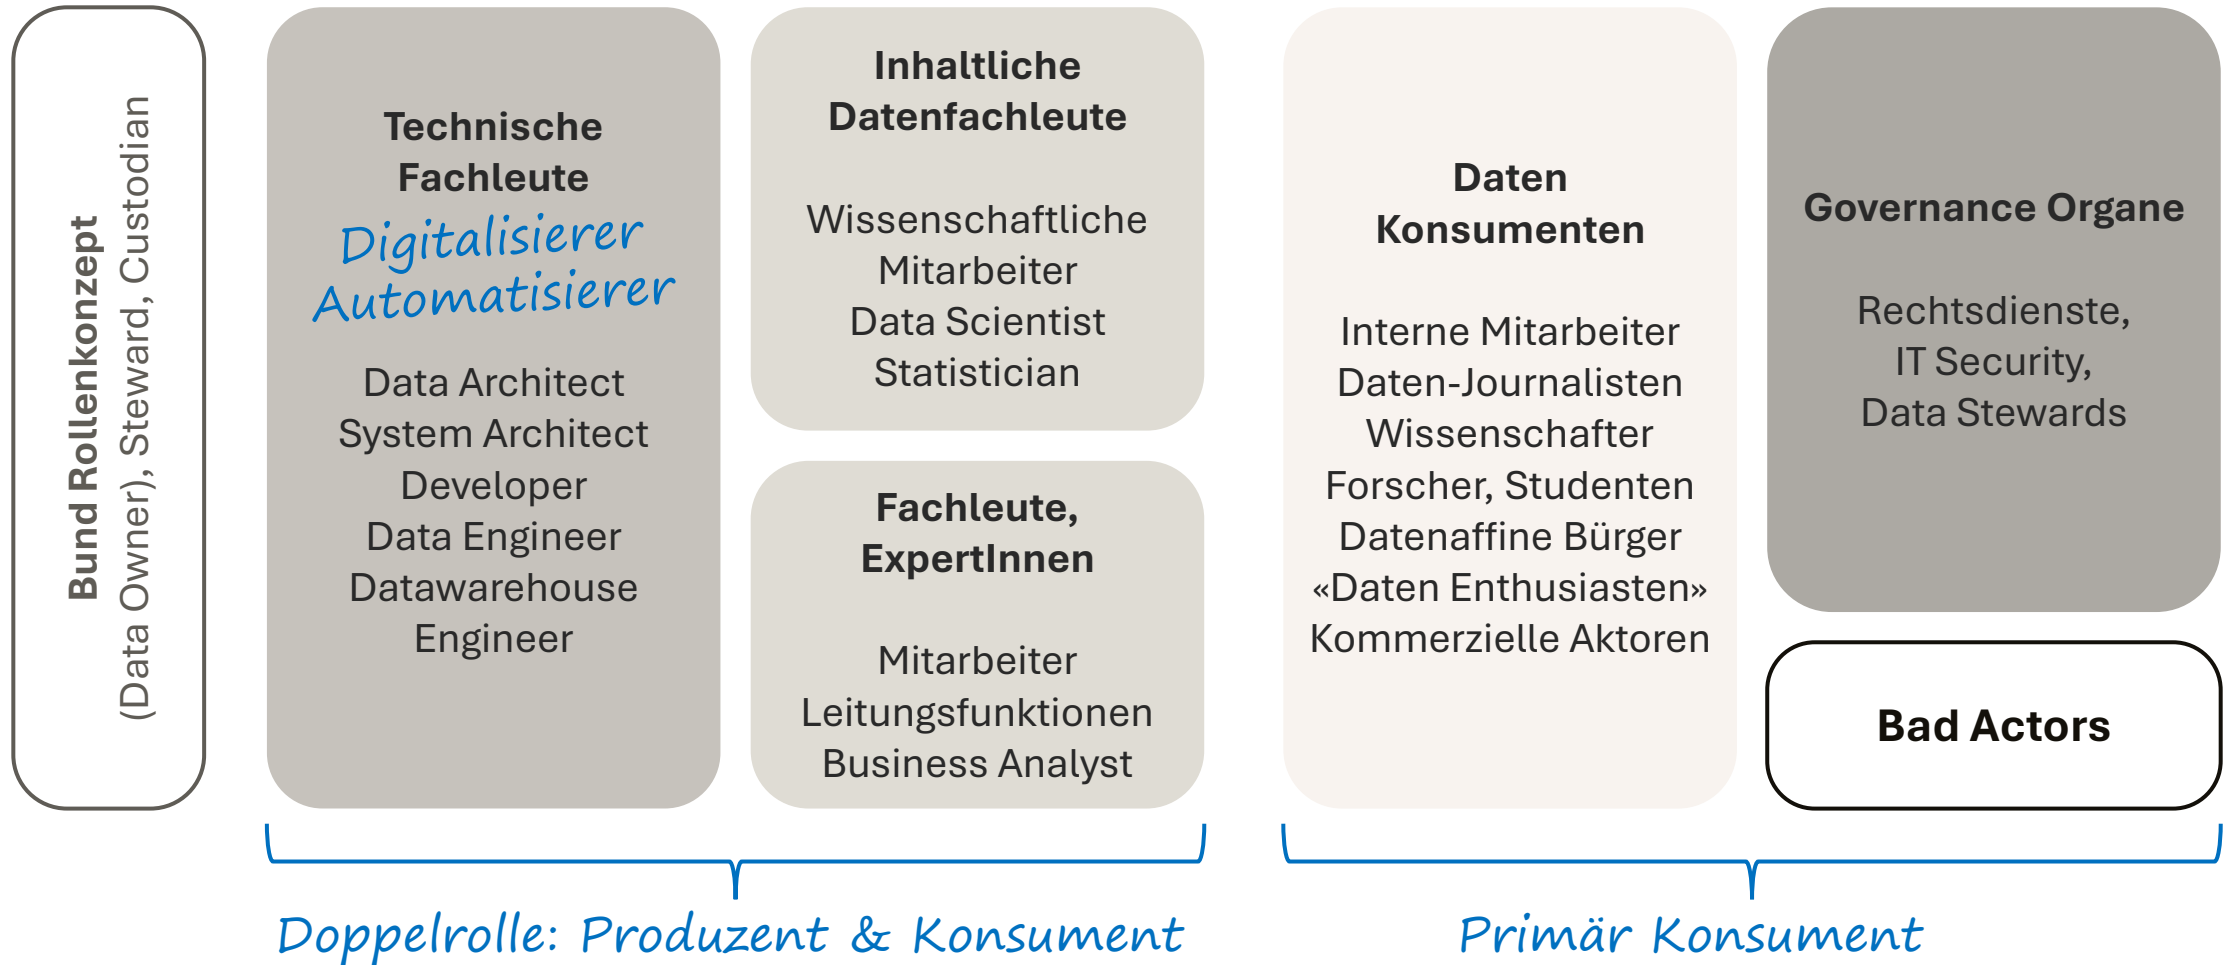 Bund Rollenkonzept
(Data Owner), Steward, Custodian
Technische
Fachleute
Digitalisierer
Automatisierer
Data Architect
System Architect
Developer
Data Engineer
Datawarehouse
Engineer
Inhaltliche
Datenfachleute
Wissenschaftliche
Mitarbeiter
Data Scientist
Statistician
Fachleute,
ExpertInnen
Mitarbeiter
Leitungsfunktionen
Business Analyst
Daten
Konsumenten
Interne Mitarbeiter
Daten-Journalisten
Wissenschafter
Forscher, Studenten
Datenaffine Bürger
«Daten Enthusiasten»
Kommerzielle Aktoren
Governance Organe
Rechtsdienste,
IT Security,
Data Stewards
Bad Actors
Doppelrolle: Produzent & Konsument
Primär Konsument